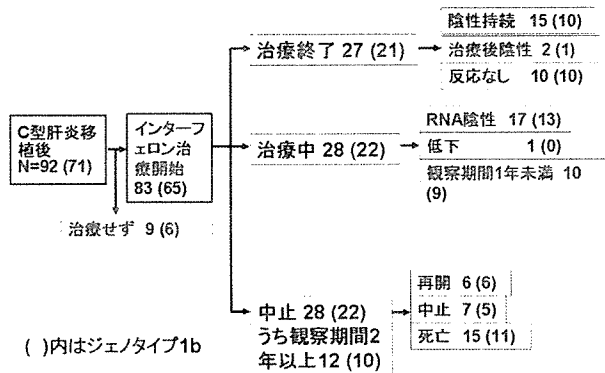 C型肝炎移
植後
N=92 (71)
治療せず 9 (6)
インターフ
ェロン治
療開始
83 (65)
治療終了 27 (21)
陰性持続 15 (10)
治療後陰性 2 (1)
反応なし 10 (10)
治療中 28 (22)
RNA陰性 17 (13)
低下 1 (0)
観察期間1年未満 10
(9)
中止 28 (22)
うち観察期間2
年以上12 (10)
再開 6 (6)
中止 7 (5)
死亡 15 (11)
( )内はジェノタイプ1b